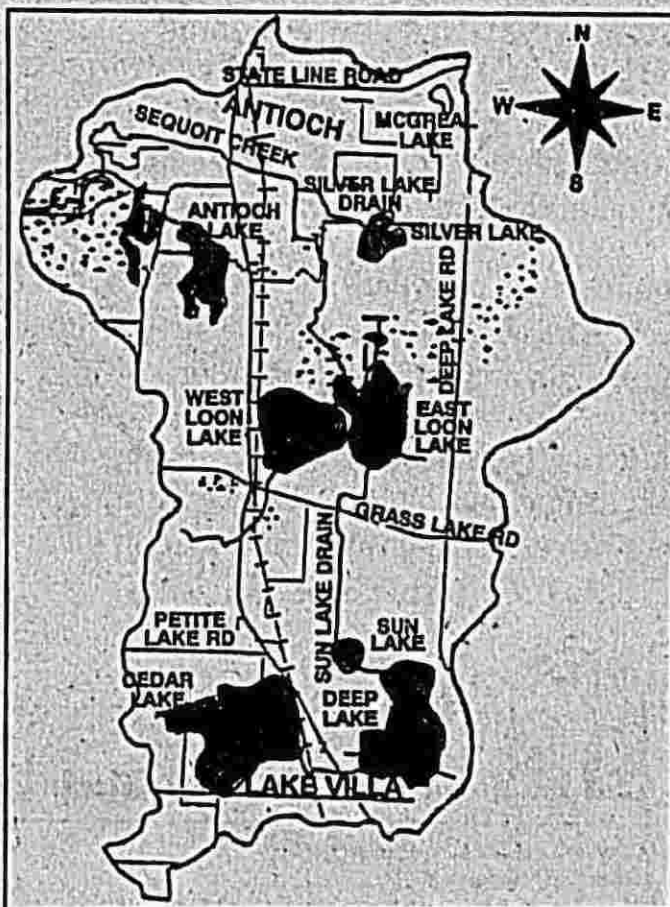 N
W
E
S
STATE LINE ROAD
ANTIOCH
MCGREA
LAKE
SEQUOIT CREEK
SILVER LAKE
DRAIN
ANTIOCH
LAKE
SILVER LAKE
DEEP LAKE RD
WEST
LOON
LAKE
EAST
LOON
LAKE
GRASS LAKE RD
SUN LAKE DRAIN
PETITE
LAKE RD
SUN
LAKE
CEDAR
LAKE
DEEP
LAKE
LAKE VILLA